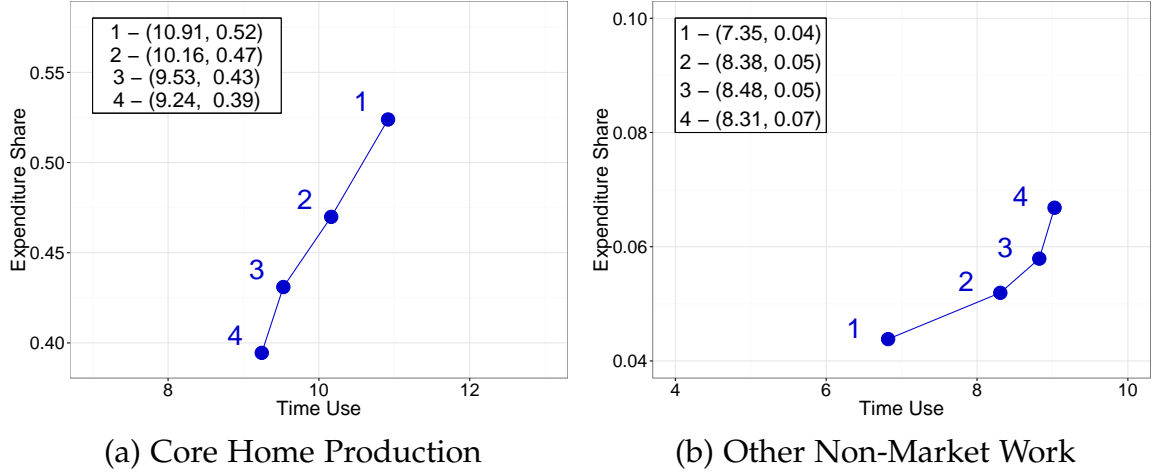 1 – (10.91, 0.52)
2 – (10.16, 0.47)
3 – (9.53, 0.43)
4 – (9.24, 0.39)
0.55
0.50
0.45
0.40
Expenditure Share
1
2
3
4
8
10
12
Time Use
(a) Core Home Production
1 – (7.35, 0.04)
2 – (8.38, 0.05)
3 – (8.48, 0.05)
4 – (8.31, 0.07)
0.10
0.08
0.06
0.04
Expenditure Share
4
3
2
1
4
6
8
10
Time Use
(b) Other Non-Market Work